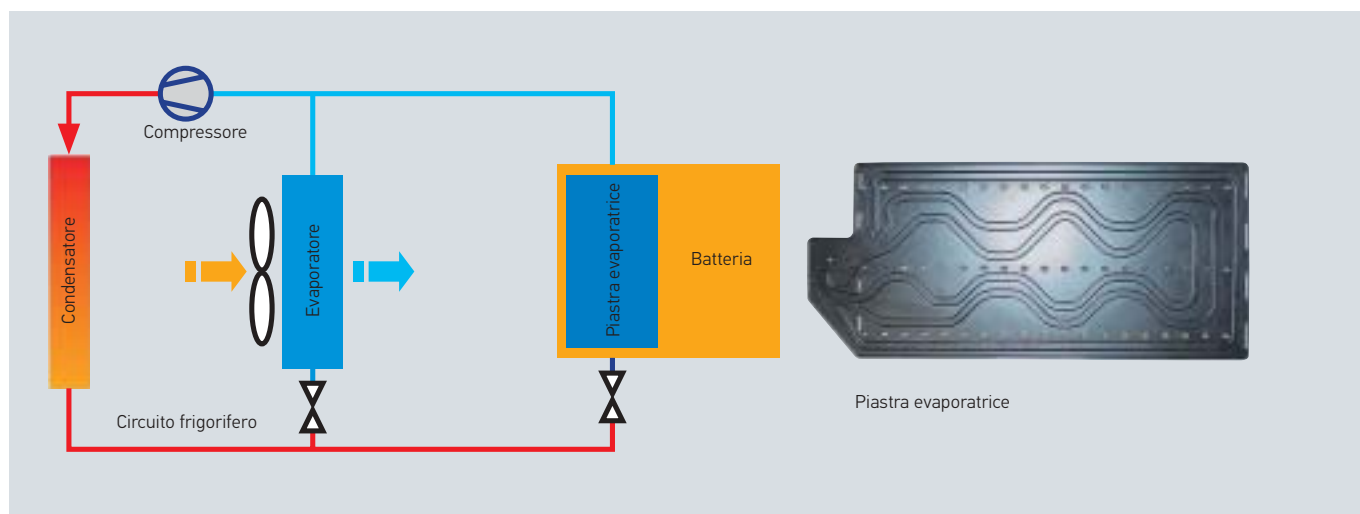 Compressore
Condensatore
Evaporatore
Piastra evaporatrice
Batteria
Circuito frigorifero
Piastra evaporatrice